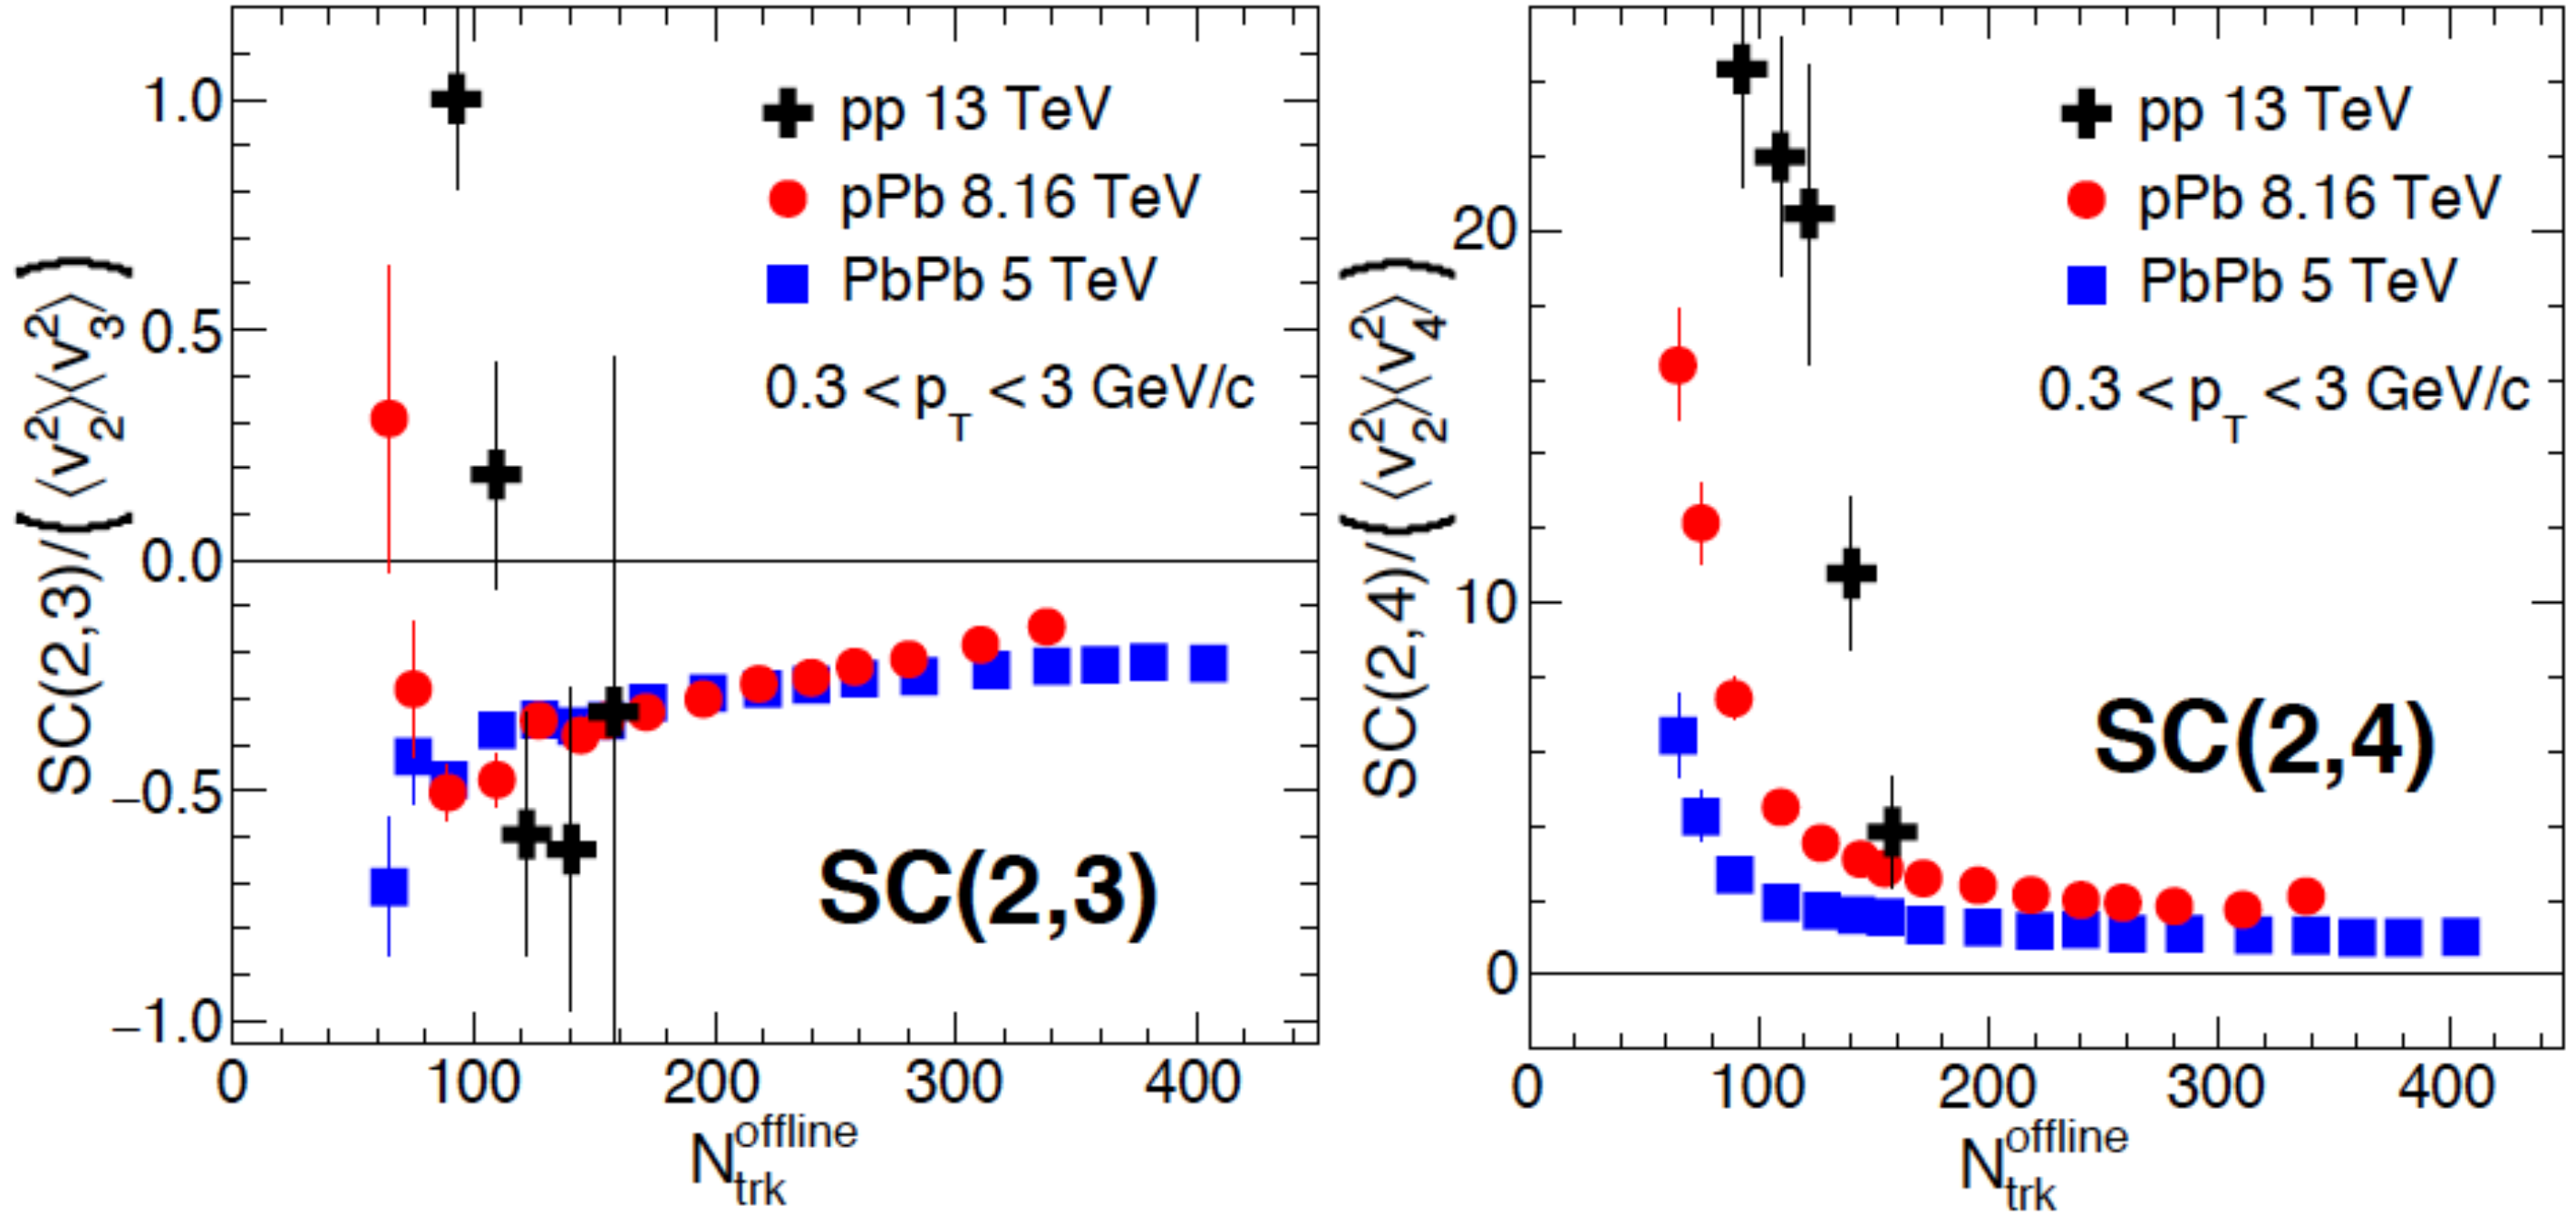 SC(2,3)/(⟨v₂²⟩⟨v₃²⟩)
1.0
0.5
0.0
−0.5
−1.0
pp 13 TeV
pPb 8.16 TeV
PbPb 5 TeV
0.3 < p_T < 3 GeV/c
SC(2,3)
0 100 200 300 400
N_trk^offline
SC(2,4)/(⟨v₂²⟩⟨v₄²⟩)
20
10
0
pp 13 TeV
pPb 8.16 TeV
PbPb 5 TeV
0.3 < p_T < 3 GeV/c
SC(2,4)
0 100 200 300 400
N_trk^offline